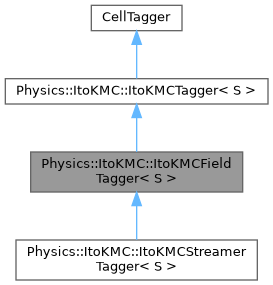 CellTagger
Physics::ItoKMC::ItoKMCTagger< S >
Physics::ItoKMC::ItoKMCField
Tagger< S >
Physics::ItoKMC::ItoKMCStreamer
Tagger< S >